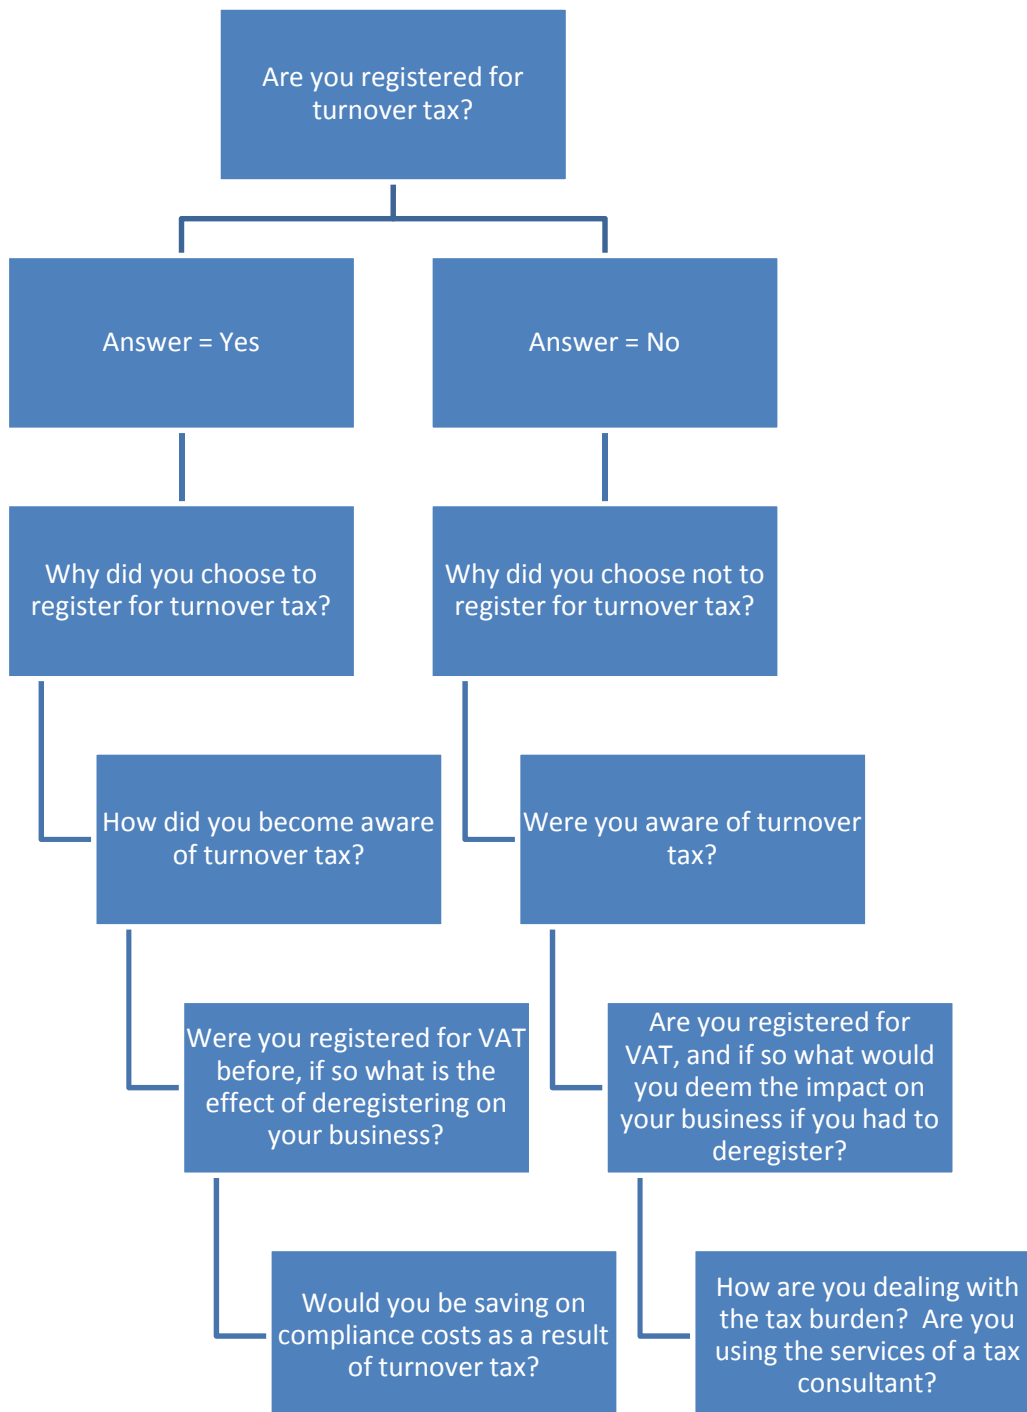 Are you registered for
turnover tax?
Answer = Yes
Answer = No
Why did you choose to
register for turnover tax?
Why did you choose not to
register for turnover tax?
How did you become aware
of turnover tax?
Were you aware of turnover
tax?
Were you registered for VAT
before, if so what is the
effect of deregistering on
your business?
Are you registered for
VAT, and if so what would
you deem the impact on
your business if you had to
deregister?
Would you be saving on
compliance costs as a result
of turnover tax?
How are you dealing with
the tax burden?  Are you
using the services of a tax
consultant?